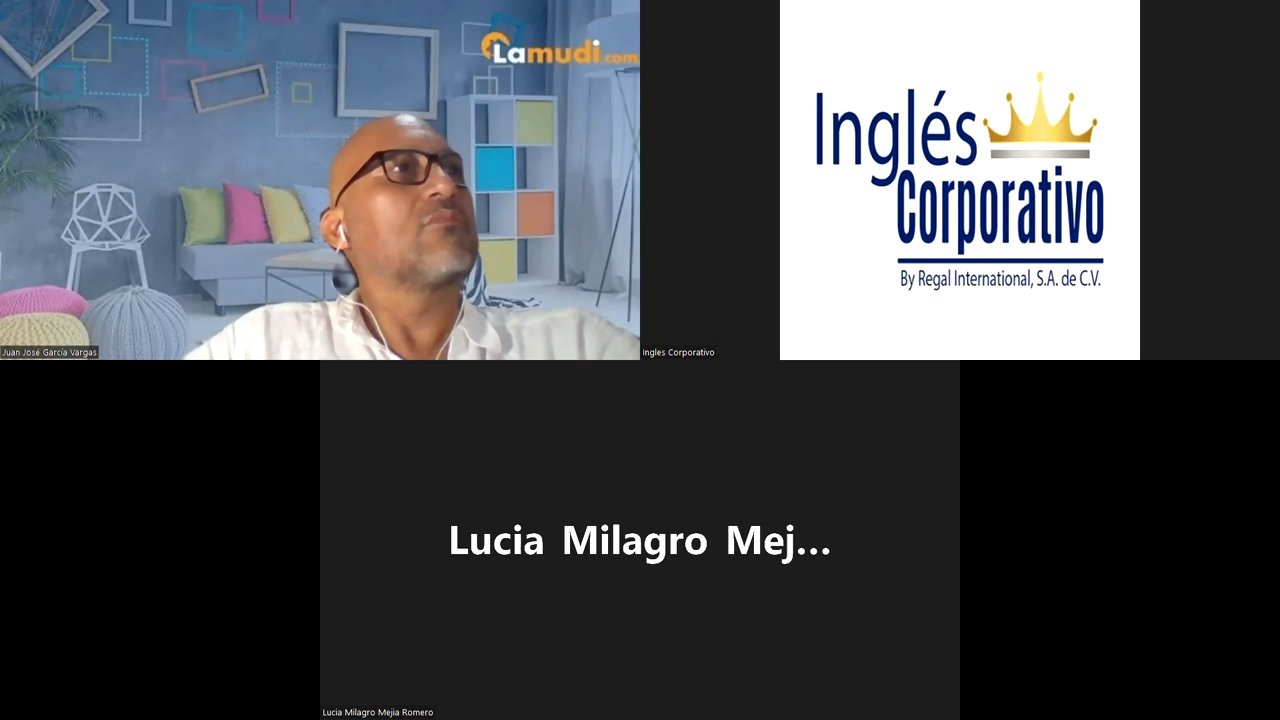 Lamudi.com
Juan José García Vargas
Inglés
Corporativo
By Regal International, S.A. de C.V.
Ingles Corporativo
Lucia Milagro Mej...
Lucia Milagro Mejia Romero